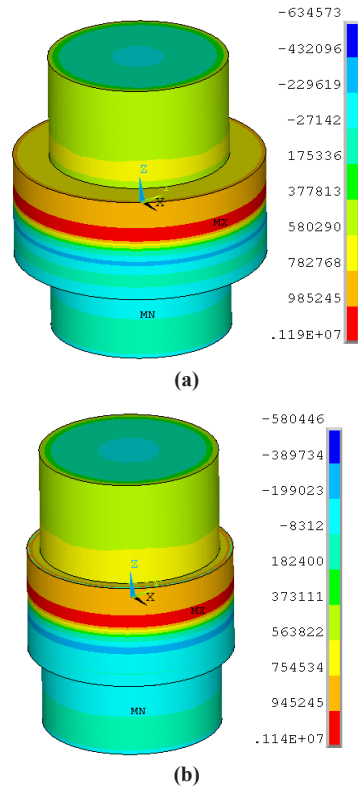 -634573
-432096
-229619
-27142
175336
377813
580290
782768
985245
.119E+07
Z
X
MX
MN
(a)
-580446
-389734
-199023
-8312
182400
373111
563822
754534
945245
.114E+07
Z
X
MX
MN
(b)